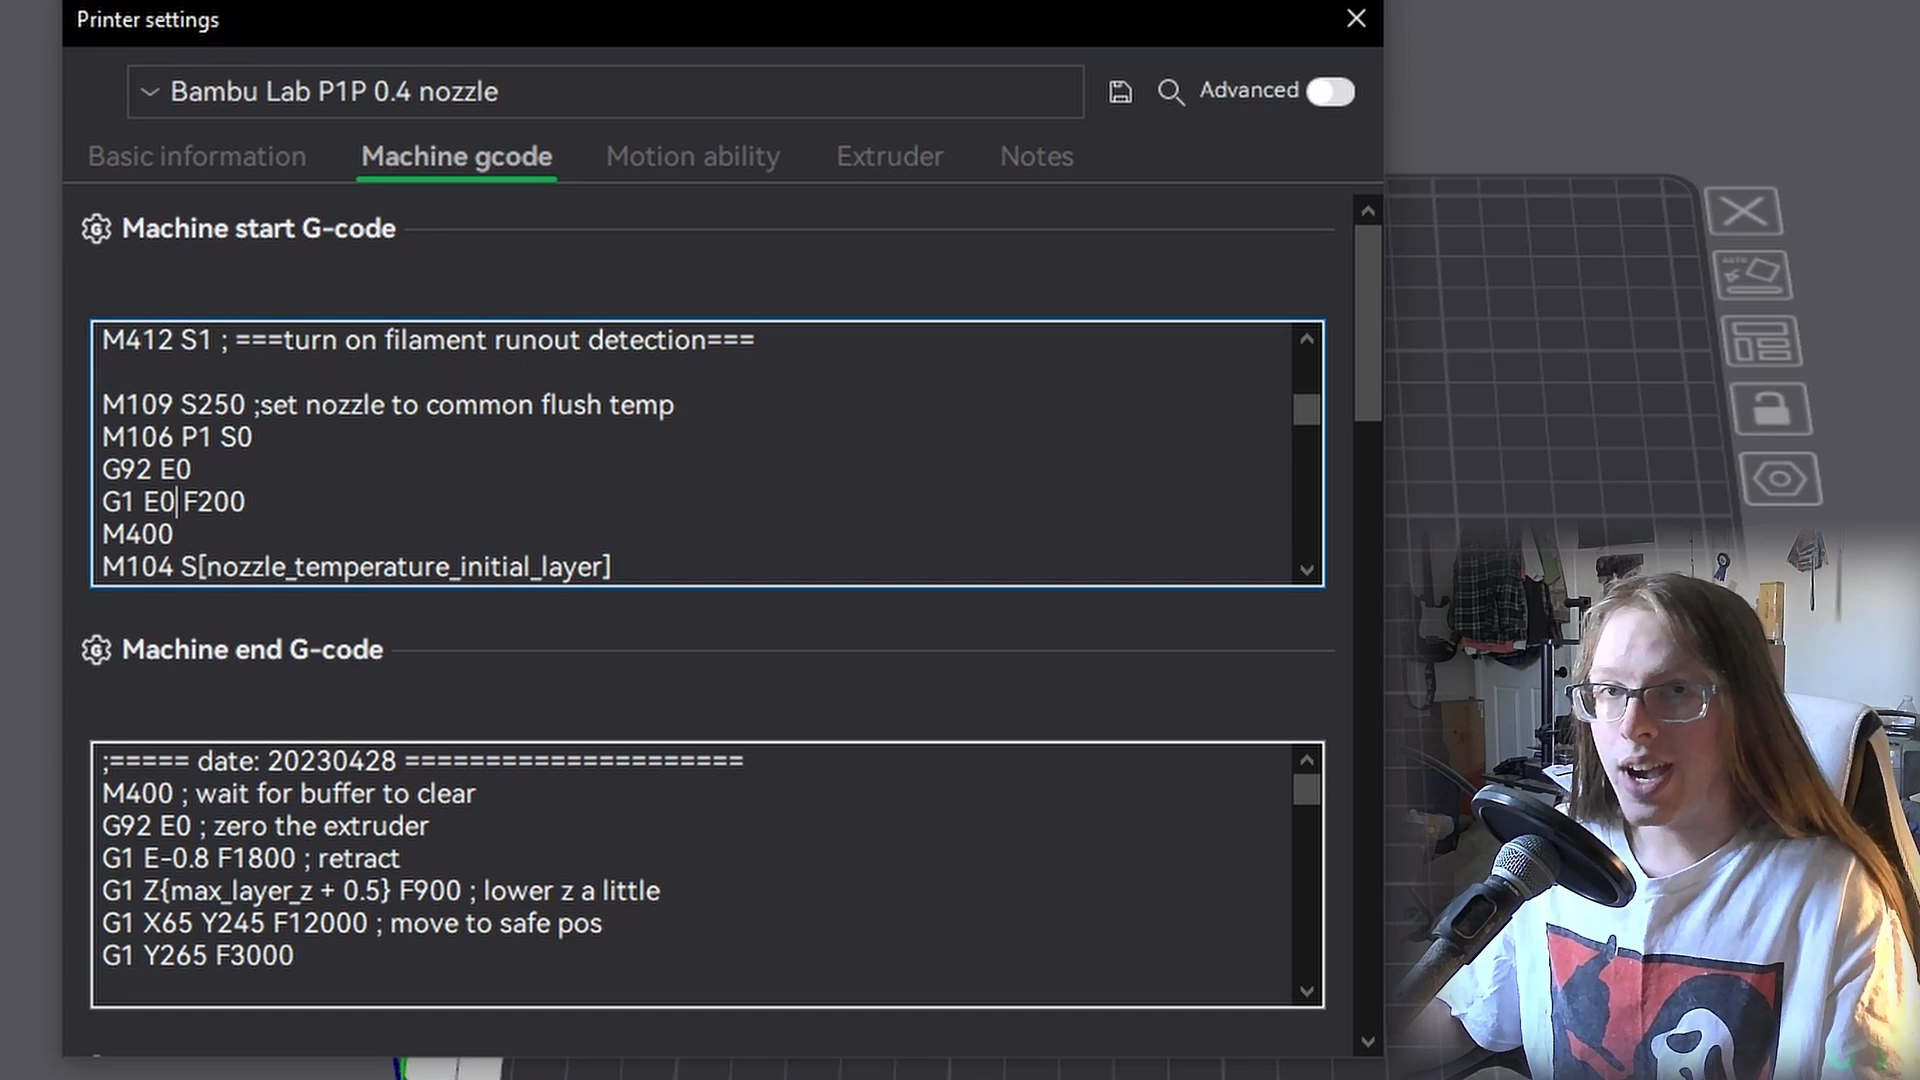 Printer settings
Bambu Lab P1P 0.4 nozzle
Advanced
Basic information
Machine gcode
Motion ability
Extruder
Notes
Machine start G-code
M412 S1 ; ===turn on filament runout detection===
M109 S250 ;set nozzle to common flush temp
M106 P1 S0
G92 E0
G1 E0 F200
M400
M104 S[nozzle_temperature_initial_layer]
Machine end G-code
;===== date: 20230428 =====================
M400 ; wait for buffer to clear
G92 E0 ; zero the extruder
G1 E-0.8 F1800 ; retract
G1 Z{max_layer_z + 0.5} F900 ; lower z a little
G1 X65 Y245 F12000 ; move to safe pos
G1 Y265 F3000
AUTO